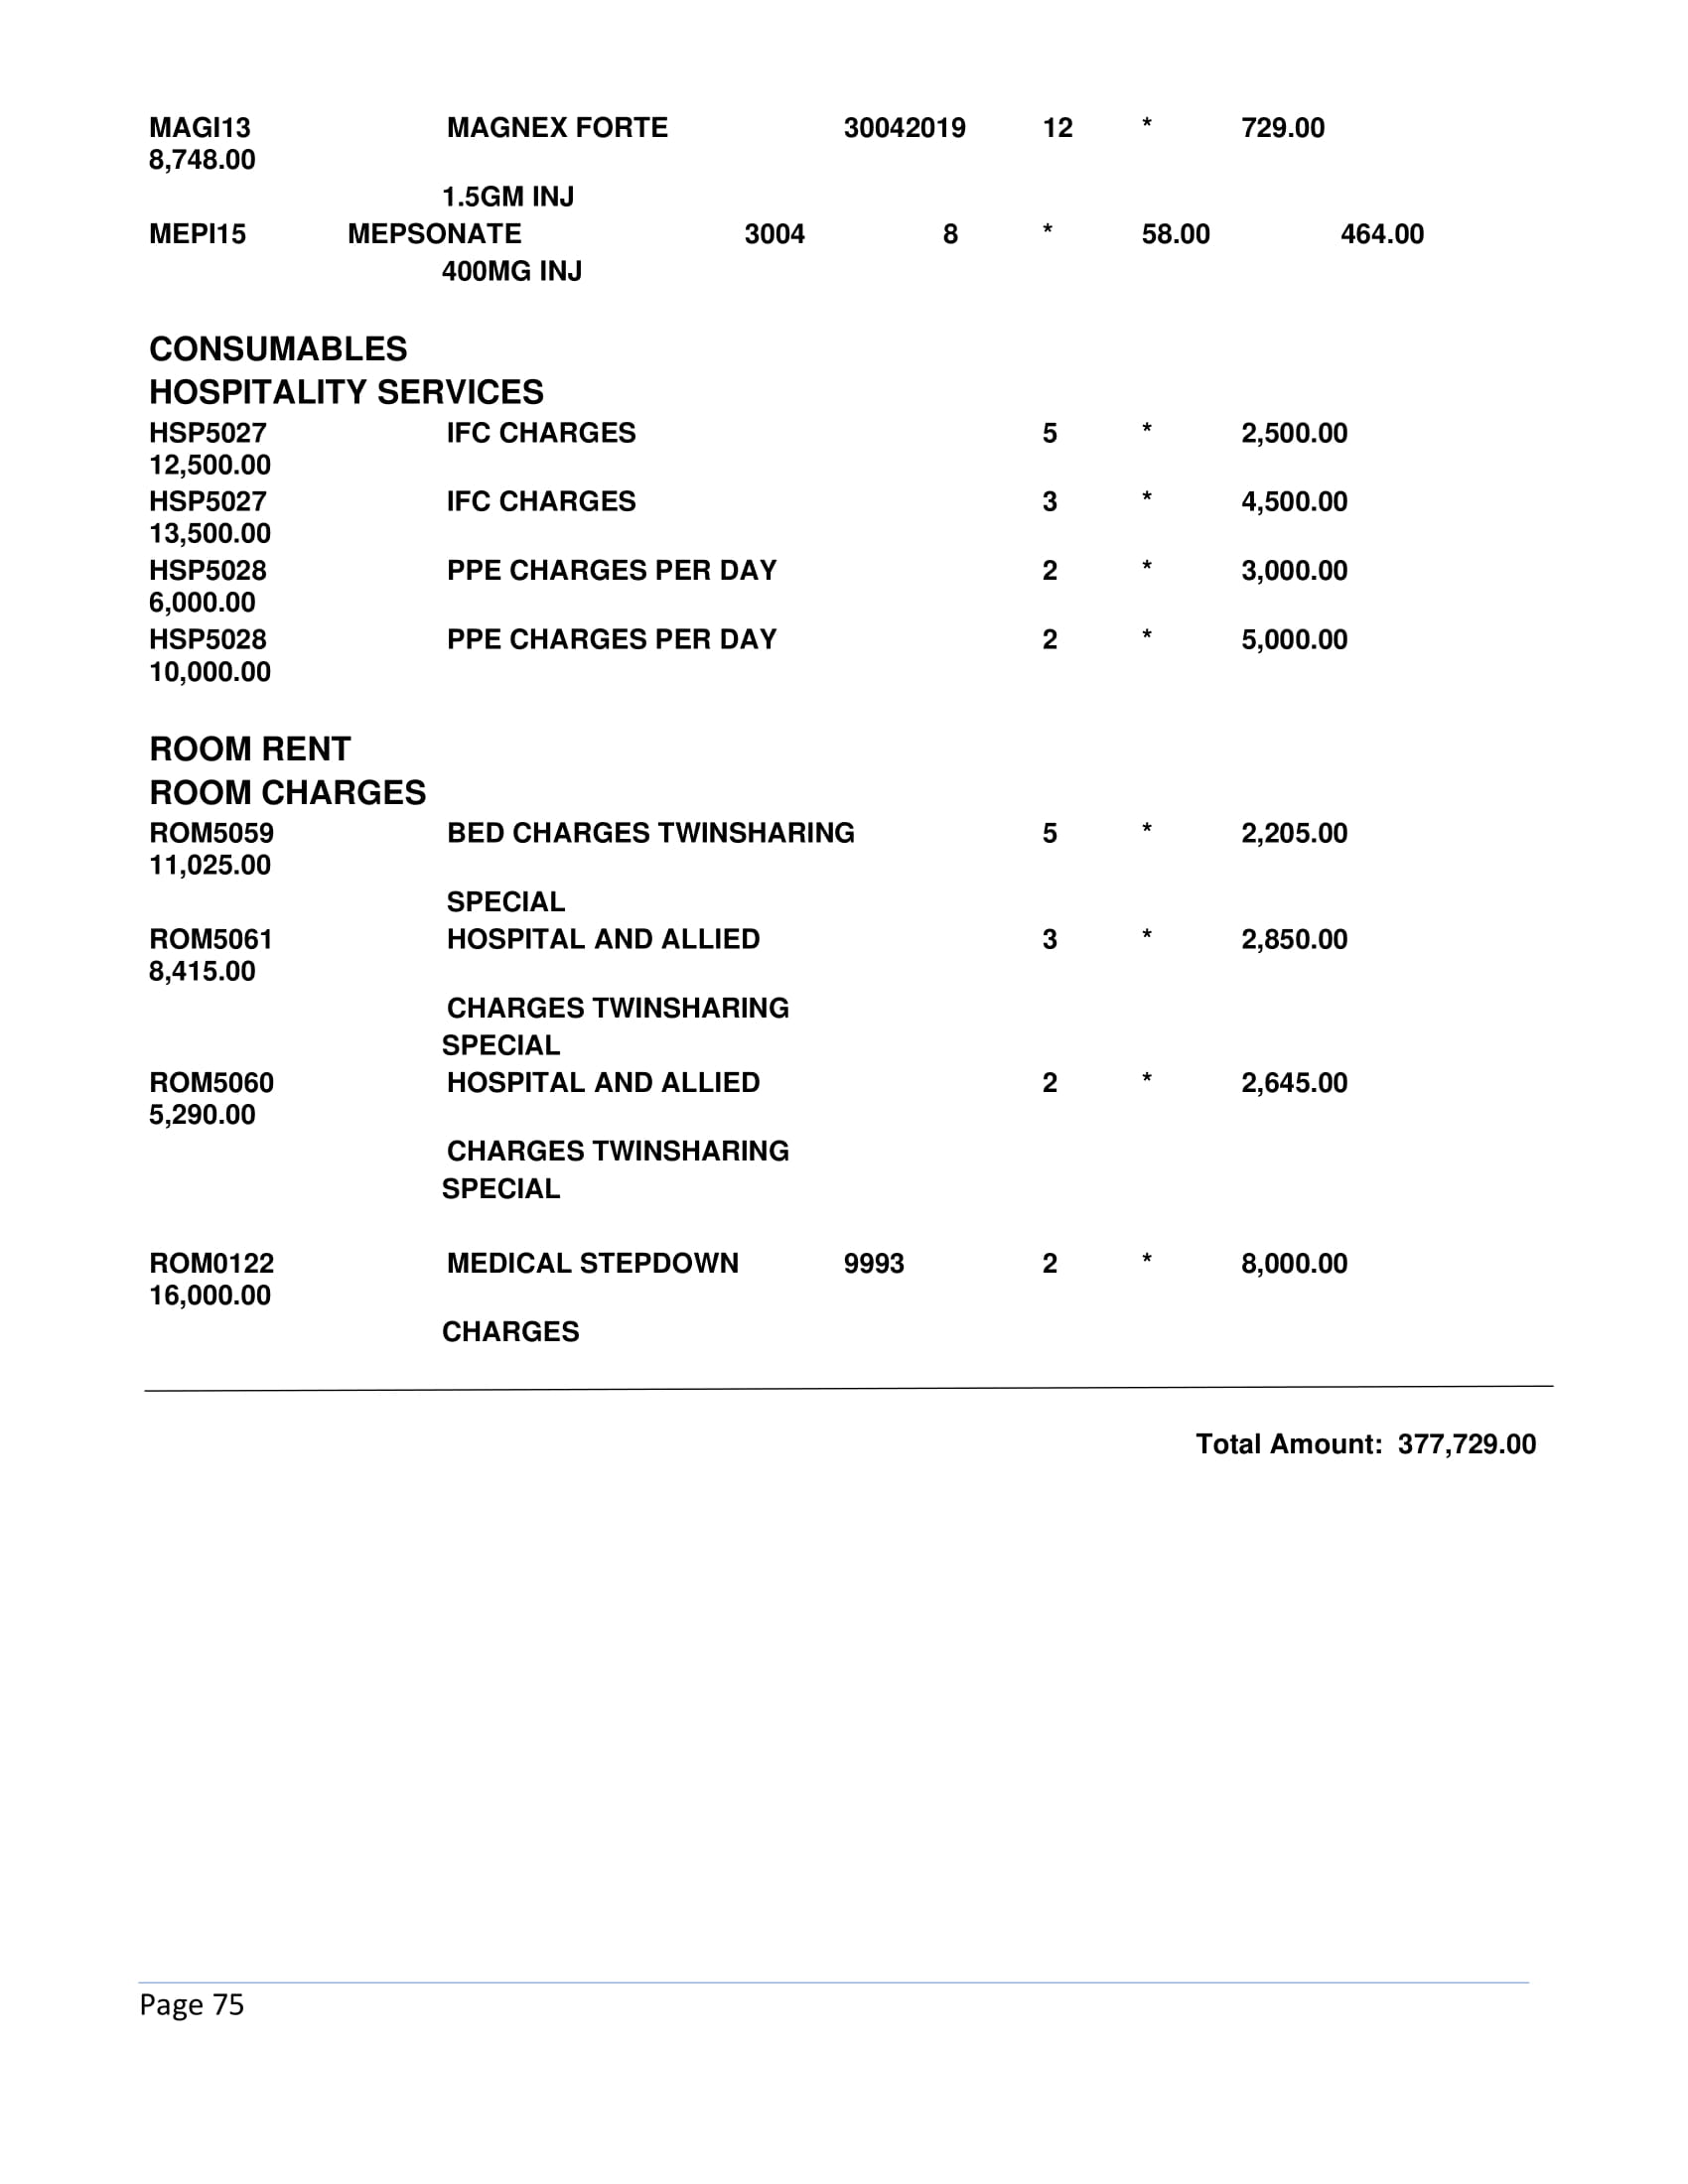 MAGI13 MAGNEX FORTE 30042019 12 * 729.00
8,748.00
1.5GM INJ
MEPI15 MEPSONATE 3004 8 * 58.00 464.00
400MG INJ
CONSUMABLES
HOSPITALITY SERVICES
HSP5027 IFC CHARGES 5 * 2,500.00
12,500.00
HSP5027 IFC CHARGES 3 * 4,500.00
13,500.00
HSP5028 PPE CHARGES PER DAY 2 * 3,000.00
6,000.00
HSP5028 PPE CHARGES PER DAY 2 * 5,000.00
10,000.00
ROOM RENT
ROOM CHARGES
ROM5059 BED CHARGES TWINSHARING 5 * 2,205.00
11,025.00
SPECIAL
ROM5061 HOSPITAL AND ALLIED 3 * 2,850.00
8,415.00
CHARGES TWINSHARING
SPECIAL
ROM5060 HOSPITAL AND ALLIED 2 * 2,645.00
5,290.00
CHARGES TWINSHARING
SPECIAL
ROM0122 MEDICAL STEPDOWN 9993 2 * 8,000.00
16,000.00
CHARGES
Total Amount: 377,729.00
Page 75